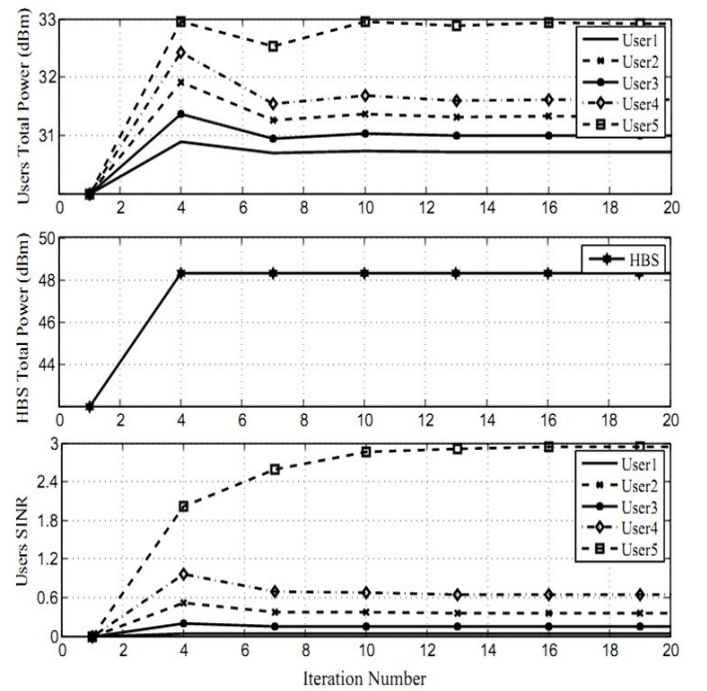 Users Total Power (dBm)
33
32
31
0 2 4 6 8 10 12 14 16 18 20
User1
User2
User3
User4
User5
HBS Total Power (dBm)
50
48
46
44
0 2 4 6 8 10 12 14 16 18 20
HBS
Users SINR
3
2.4
1.8
1.2
0.6
0
0 2 4 6 8 10 12 14 16 18 20
User1
User2
User3
User4
User5
Iteration Number